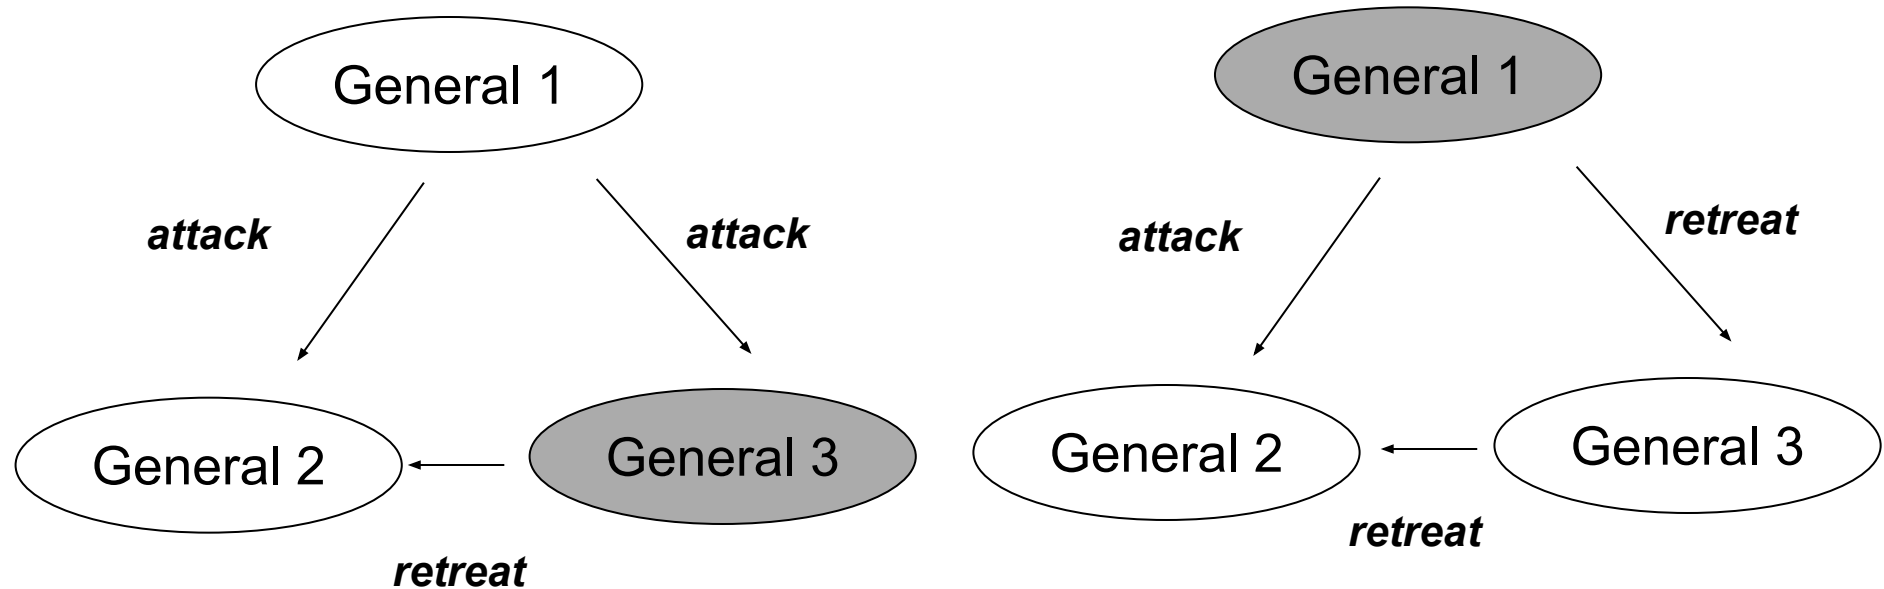 General 1
attack
attack
General 2
General 3
retreat
General 1
attack
retreat
General 2
General 3
retreat